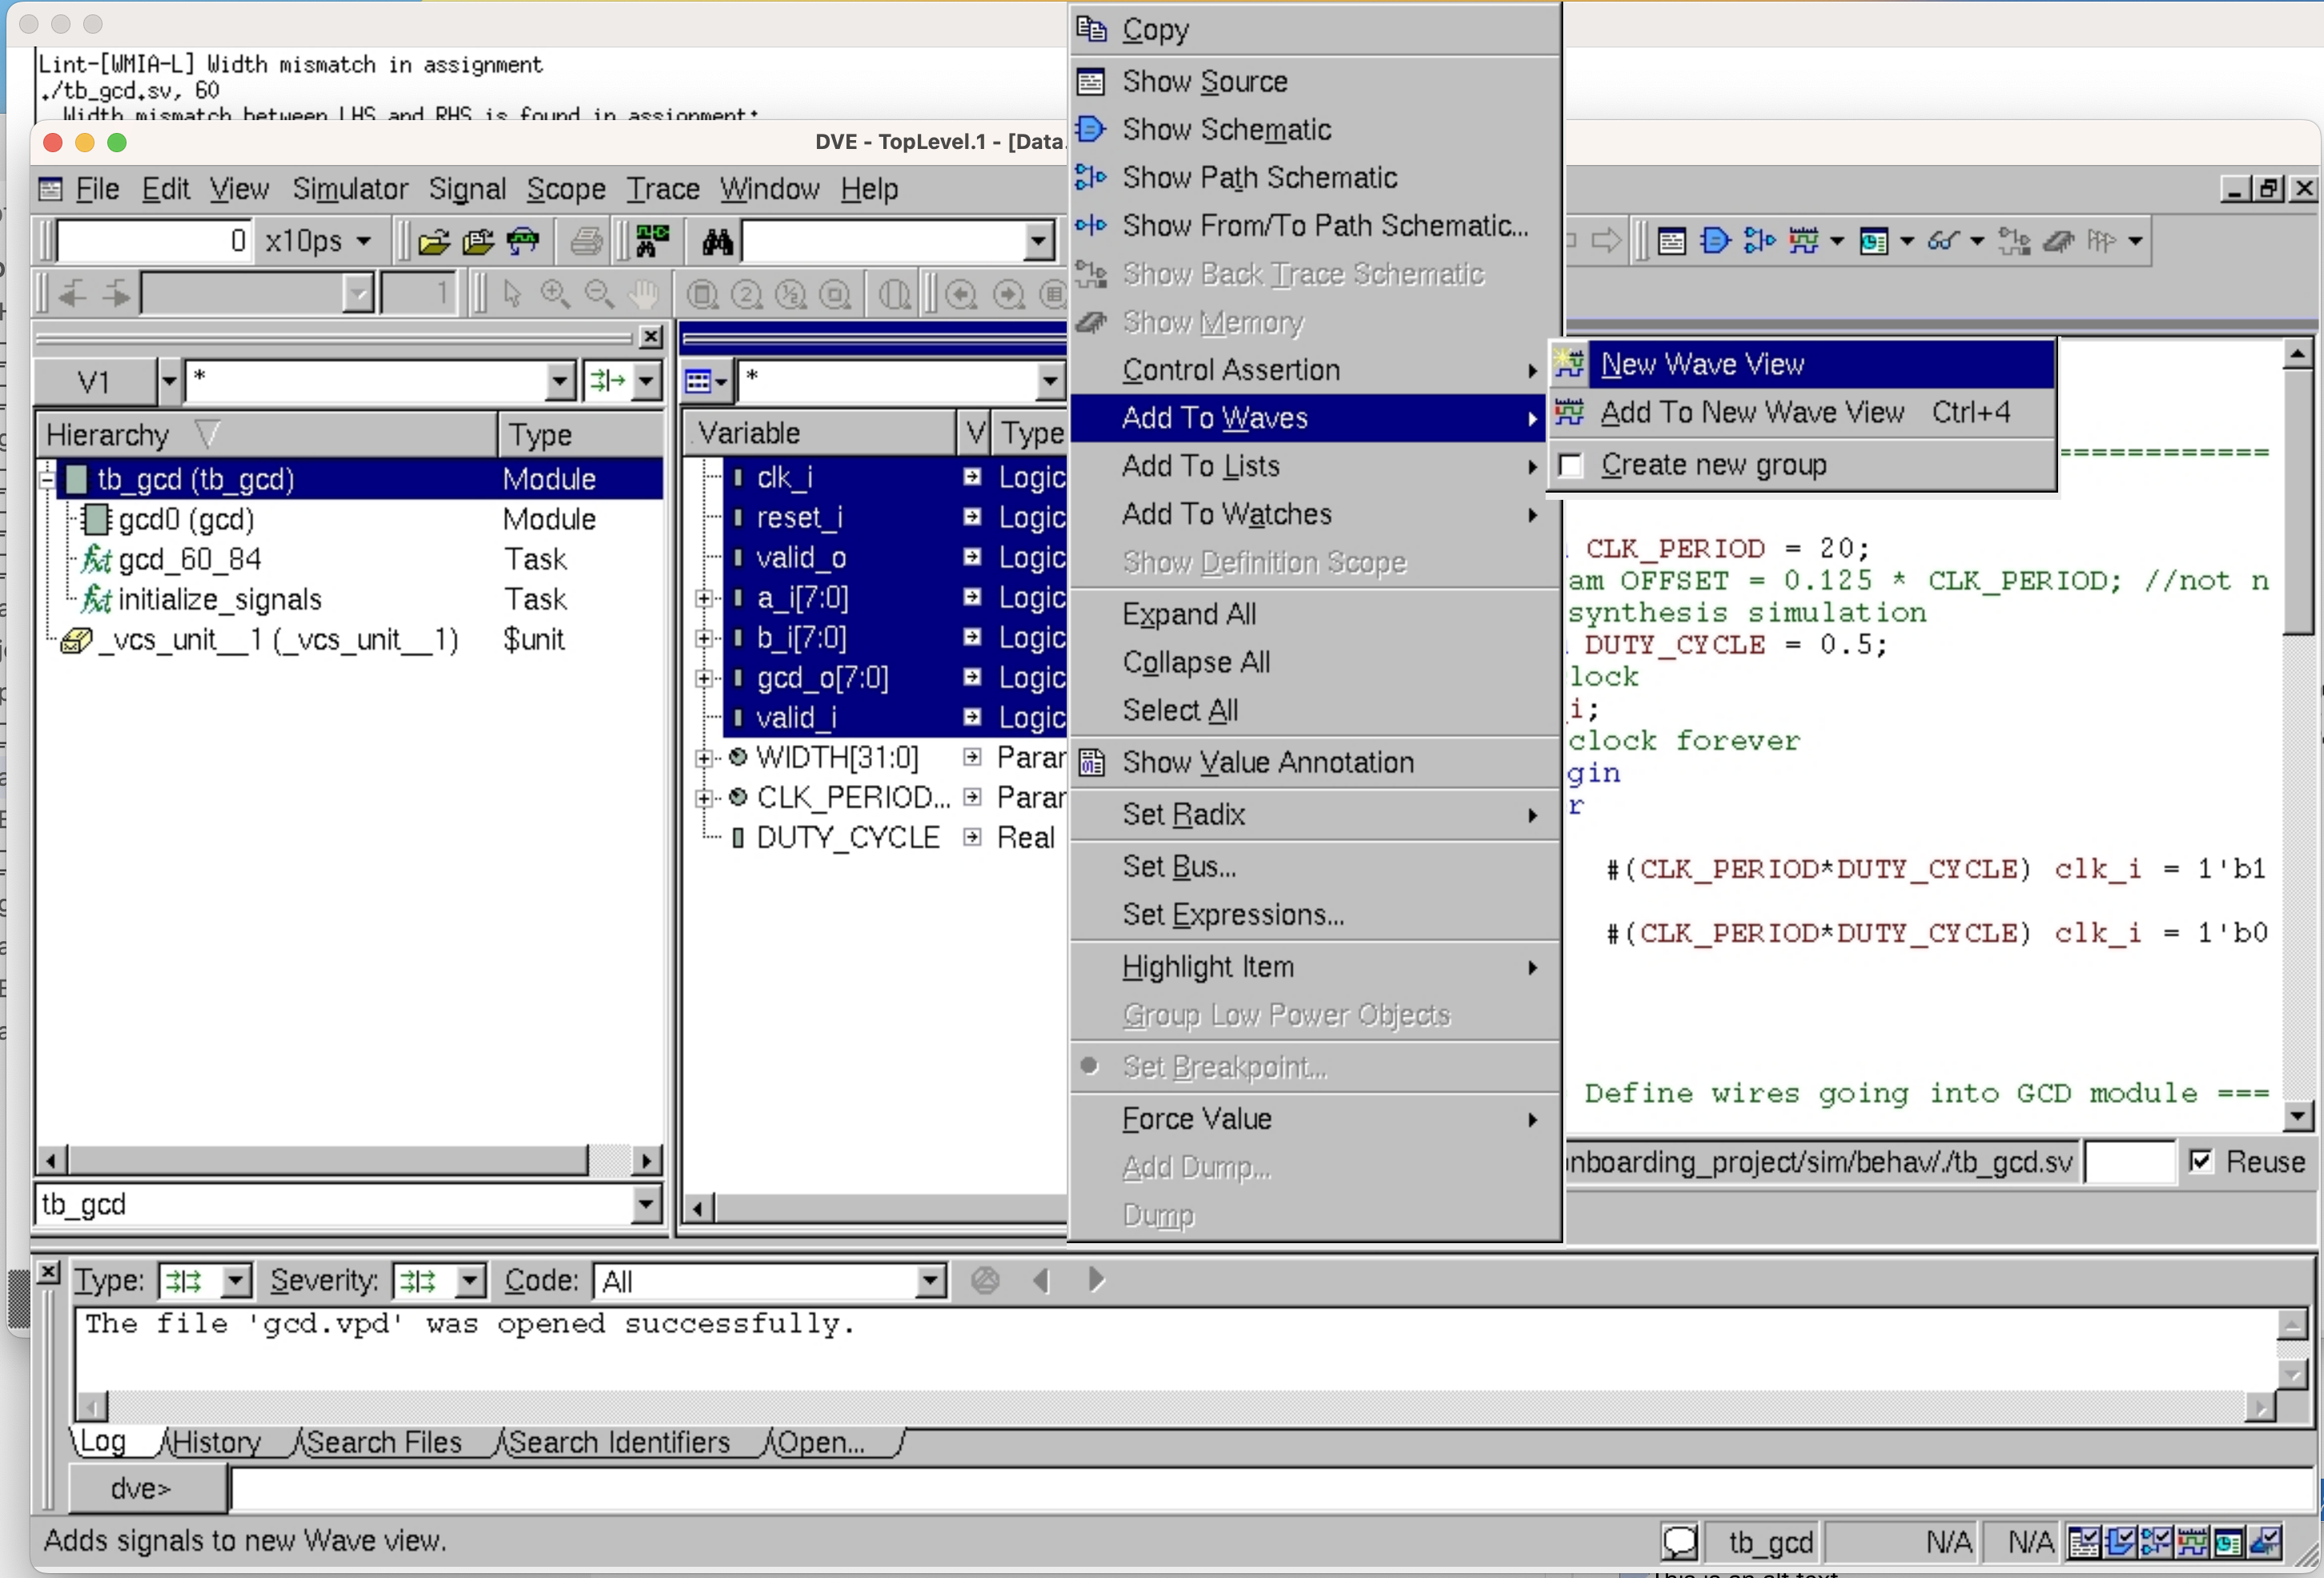 Lint-[WMIA-L] Width mismatch in assignment
./tb_gcd.sv, 60
Width mismatch between LHS and RHS is found in assignment:
DVE - TopLevel.1 - [Data.
File Edit View Simulator Signal Scope Trace Window Help
0 x10ps
1
V1 *
Hierarchy Type
tb_gcd (tb_gcd) Module
gcd0 (gcd) Module
gcd_60_84 Task
initialize_signals Task
_vcs_unit__1 (_vcs_unit__1) $unit
tb_gcd
*
Variable V Type
clk_i Logic
reset_i Logic
valid_o Logic
a_i[7:0] Logic
b_i[7:0] Logic
gcd_o[7:0] Logic
valid_i Logic
WIDTH[31:0] Parar
CLK_PERIOD... Parar
DUTY_CYCLE Real
Copy
Show Source
Show Schematic
Show Path Schematic
Show From/To Path Schematic...
Show Back Trace Schematic
Show Memory
Control Assertion
Add To Waves
Add To Lists
Add To Watches
Show Definition Scope
Expand All
Collapse All
Select All
Show Value Annotation
Set Radix
Set Bus...
Set Expressions...
Highlight Item
Group Low Power Objects
Set Breakpoint...
Force Value
Add Dump...
Dump
New Wave View
Add To New Wave View Ctrl+4
Create new group
=============
CLK_PERIOD = 20;
am OFFSET = 0.125 * CLK_PERIOD; //not n
synthesis simulation
DUTY_CYCLE = 0.5;
lock
i;
clock forever
gin
r
#(CLK_PERIOD*DUTY_CYCLE) clk_i = 1'b1
#(CLK_PERIOD*DUTY_CYCLE) clk_i = 1'b0
Define wires going into GCD module ===
nboarding_project/sim/behav/./tb_gcd.sv Reuse
Type: Severity: Code: All
The file 'gcd.vpd' was opened successfully.
Log History Search Files Search Identifiers Open...
dve>
Adds signals to new Wave view.
tb_gcd N/A N/A